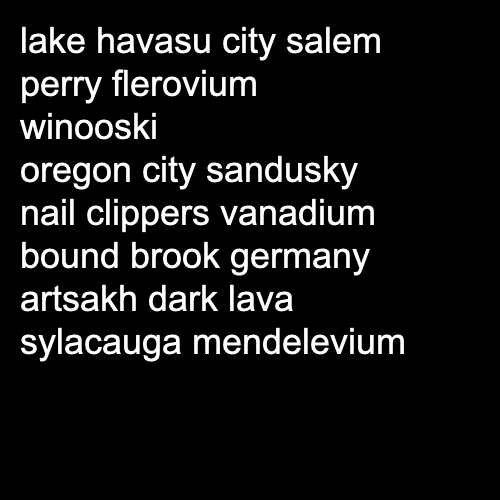 lake havasu city salem
perry flerovium
winooski
oregon city sandusky
nail clippers vanadium
bound brook germany
artsakh dark lava
sylacauga mendelevium